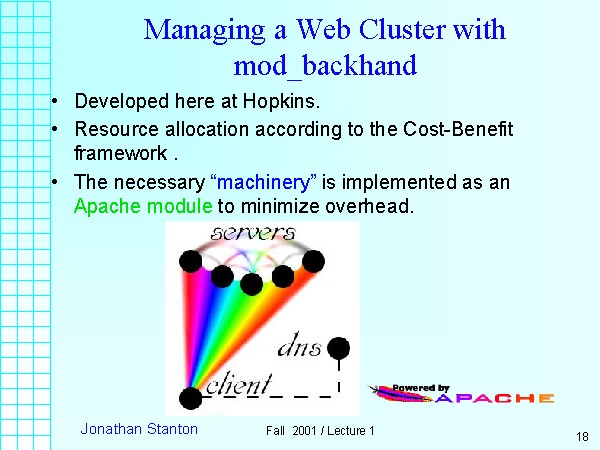 Managing a Web Cluster with
mod_backhand
• Developed here at Hopkins.
• Resource allocation according to the Cost-Benefit
framework .
• The necessary “machinery” is implemented as an
Apache module to minimize overhead.
servers
dns
client
Powered by
APACHE
Jonathan Stanton
Fall 2001 / Lecture 1
18